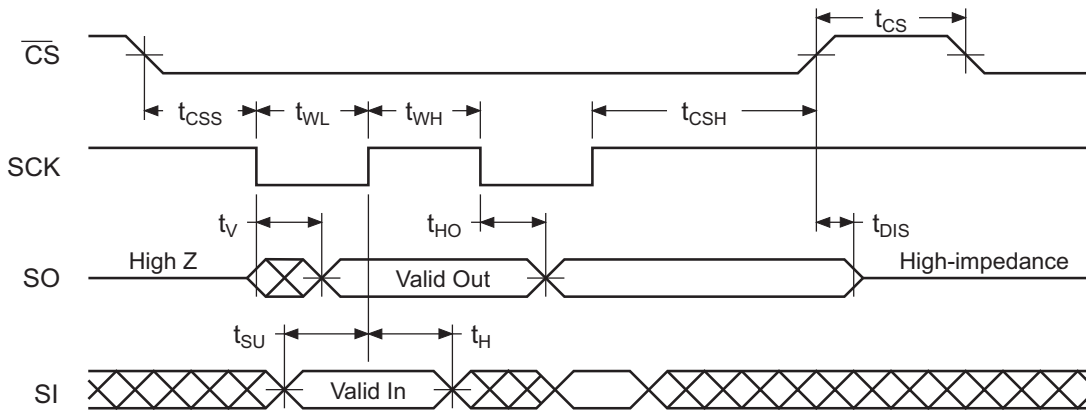 t_CS
C̅S̅
t_CSS t_WL t_WH t_CSH
SCK
t_V t_HO t_DIS
High Z Valid Out High-impedance
SO
t_SU t_H
SI Valid In